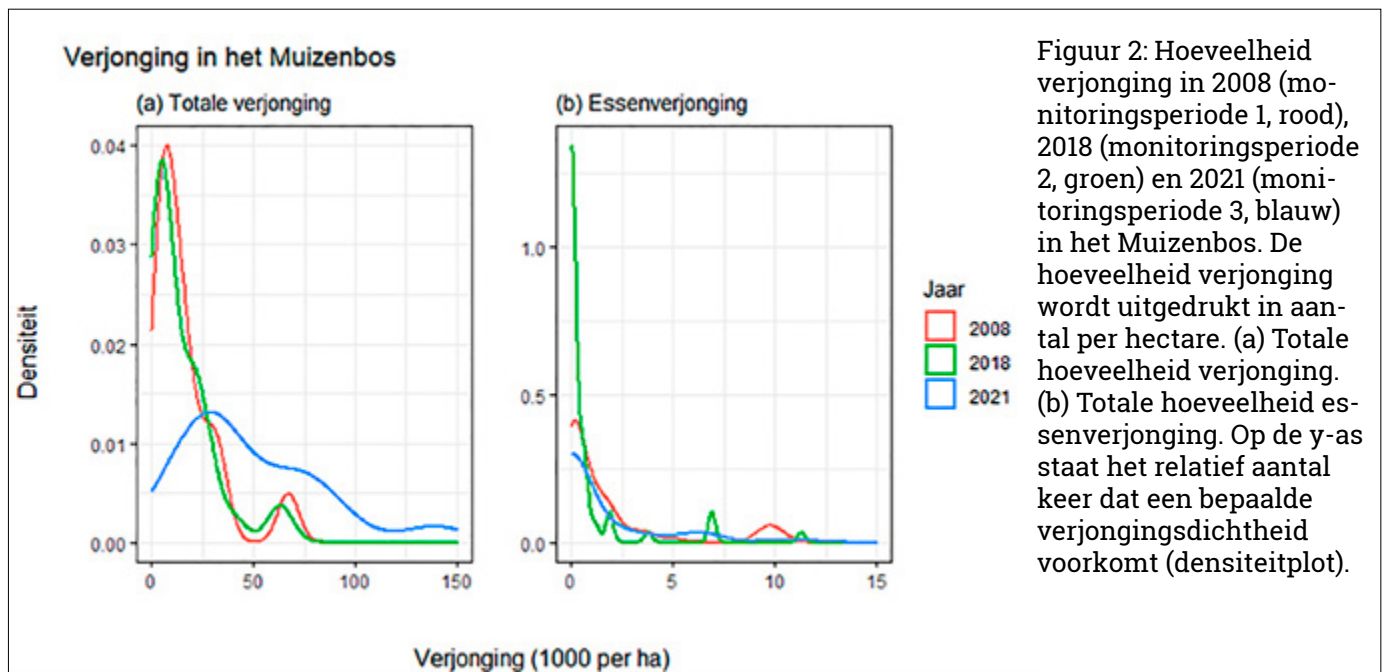 Verjonging in het Muizenbos
(a) Totale verjonging
(b) Essenverjonging
Densiteit
0.04
0.03
0.02
0.01
0.00
0
50
100
150
1.0
0.5
0.0
0
5
10
15
Verjonging (1000 per ha)
Jaar
2008
2018
2021
Figuur 2: Hoeveelheid
verjonging in 2008 (mo-
nitoringsperiode 1, rood),
2018 (monitoringsperiode
2, groen) en 2021 (moni-
toringsperiode 3, blauw)
in het Muizenbos. De
hoeveelheid verjonging
wordt uitgedrukt in aan-
tal per hectare. (a) Totale
hoeveelheid verjonging.
(b) Totale hoeveelheid es-
senverjonging. Op de y-as
staat het relatief aantal
keer dat een bepaalde
verjongingsdichtheid
voorkomt (densiteitplot).